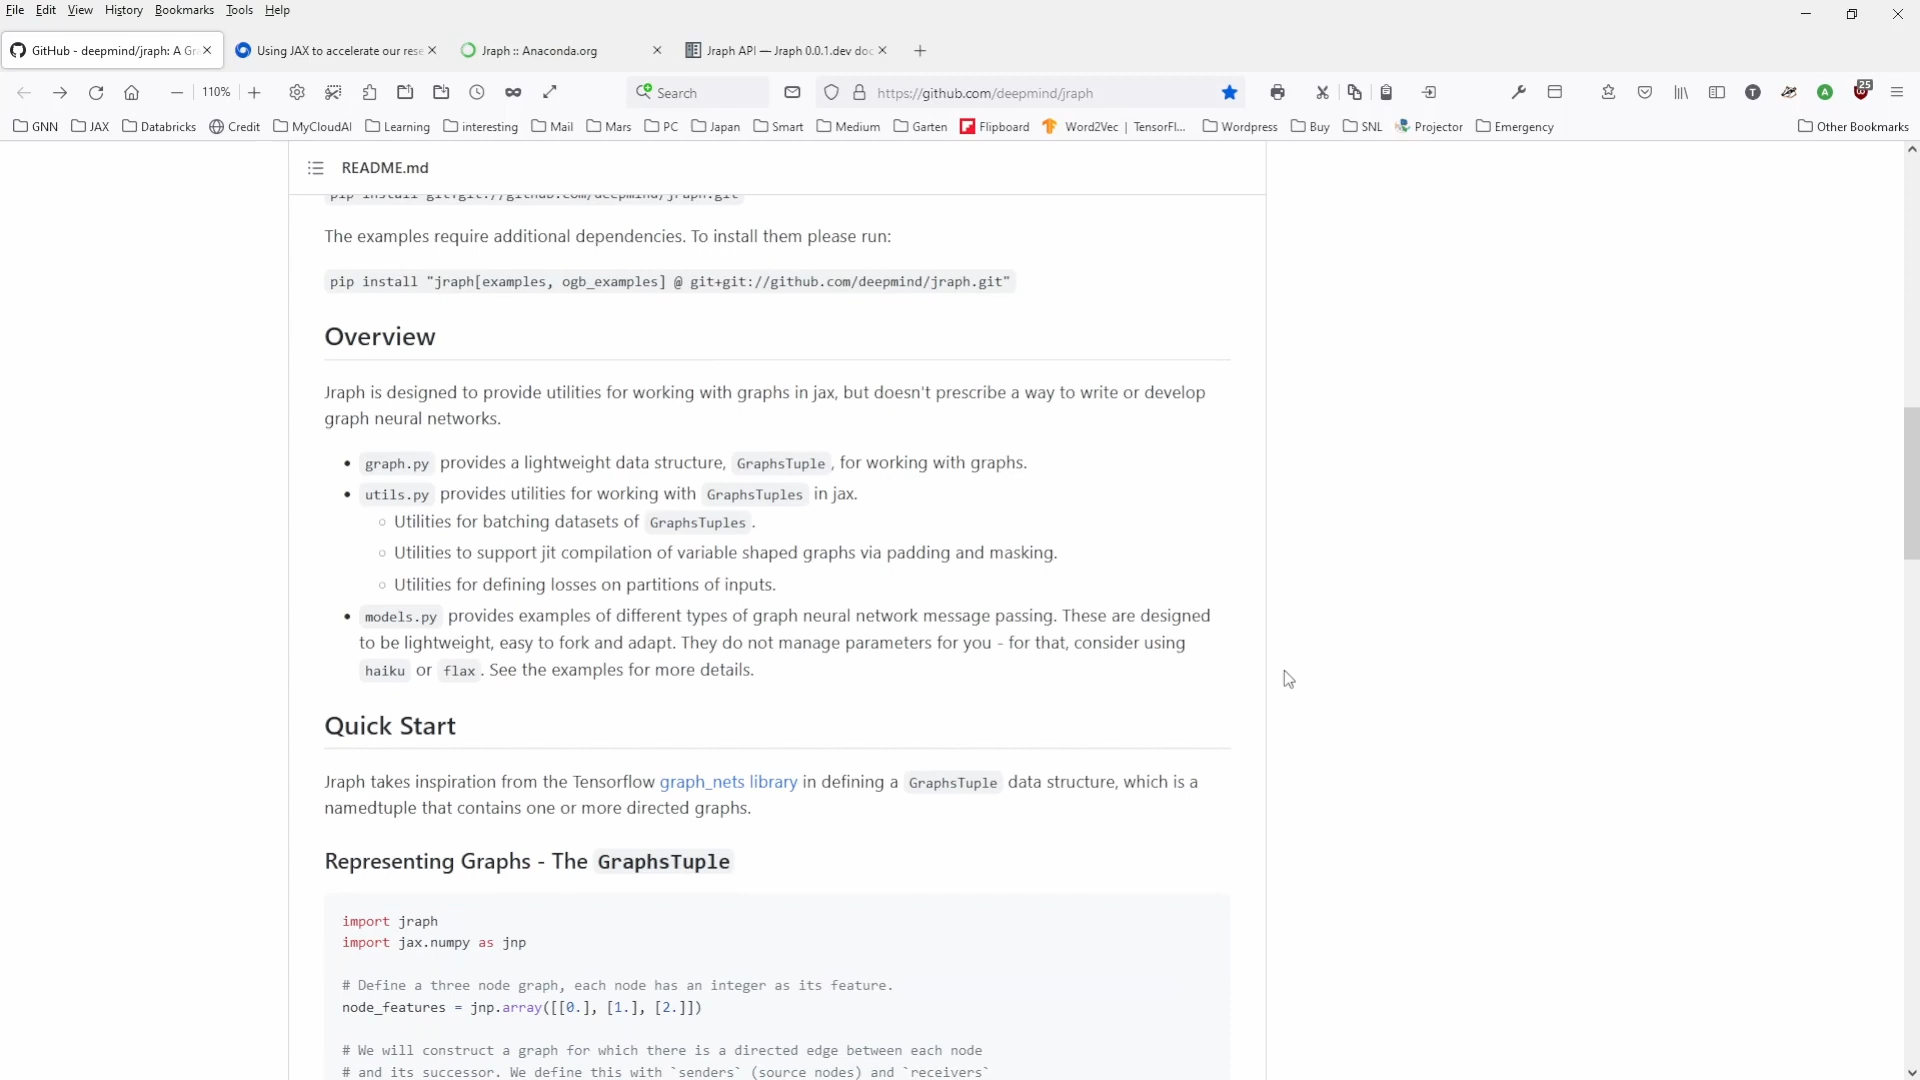 File Edit View History Bookmarks Tools Help
GitHub - deepmind/jraph: A Gra
Using JAX to accelerate our rese
Jraph :: Anaconda.org
Jraph API — Jraph 0.0.1.dev doc
110%
Search
https://github.com/deepmind/jraph
T
A
25
GNN JAX Databricks Credit MyCloudAI Learning interesting Mail Mars PC Japan Smart Medium Garten Flipboard Word2Vec | TensorFl... Wordpress Buy SNL Projector Emergency Other Bookmarks
README.md
pip install git+git://github.com/deepmind/jraph.git
The examples require additional dependencies. To install them please run:
pip install "jraph[examples, ogb_examples] @ git+git://github.com/deepmind/jraph.git"
Overview
Jraph is designed to provide utilities for working with graphs in jax, but doesn't prescribe a way to write or develop
graph neural networks.
• graph.py provides a lightweight data structure, GraphsTuple , for working with graphs.
• utils.py provides utilities for working with GraphsTuples in jax.
○ Utilities for batching datasets of GraphsTuples .
○ Utilities to support jit compilation of variable shaped graphs via padding and masking.
○ Utilities for defining losses on partitions of inputs.
• models.py provides examples of different types of graph neural network message passing. These are designed
to be lightweight, easy to fork and adapt. They do not manage parameters for you - for that, consider using
haiku or flax . See the examples for more details.
Quick Start
Jraph takes inspiration from the Tensorflow graph_nets library in defining a GraphsTuple data structure, which is a
namedtuple that contains one or more directed graphs.
Representing Graphs - The GraphsTuple
import jraph
import jax.numpy as jnp
# Define a three node graph, each node has an integer as its feature.
node_features = jnp.array([[0.], [1.], [2.]])
# We will construct a graph for which there is a directed edge between each node
# and its successor. We define this with `senders` (source nodes) and `receivers`